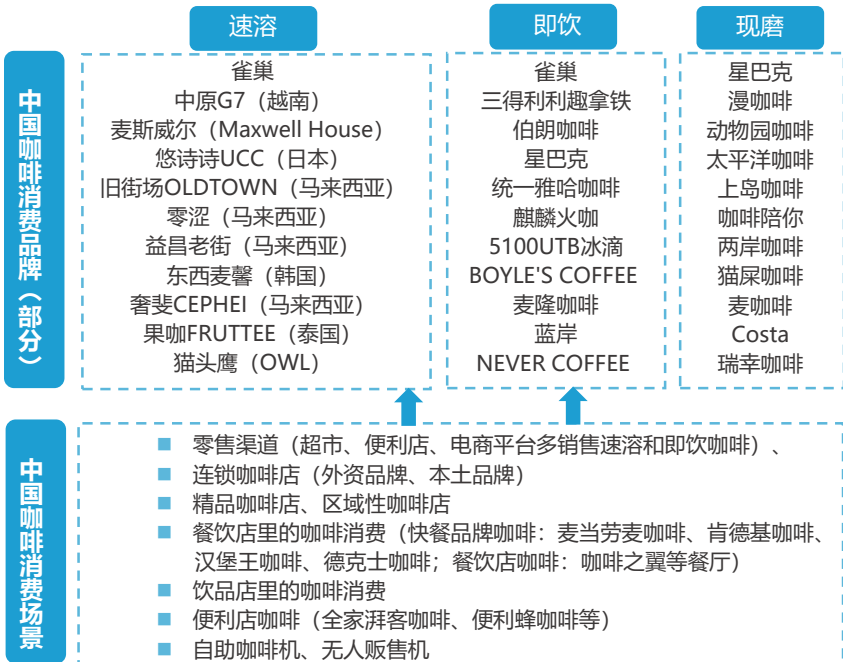 速溶
即饮
现磨
中国咖啡消费品牌（部分）
雀巢
中原G7（越南）
麦斯威尔（Maxwell House）
悠诗诗UCC（日本）
旧街场OLDTOWN（马来西亚）
零涩（马来西亚）
益昌老街（马来西亚）
东西麦馨（韩国）
奢斐CEPHEI（马来西亚）
果咖FRUTTEE（泰国）
猫头鹰（OWL）
雀巢
三得利利趣拿铁
伯朗咖啡
星巴克
统一雅哈咖啡
麒麟火咖
5100UTB冰滴
BOYLE'S COFFEE
麦隆咖啡
蓝岸
NEVER COFFEE
星巴克
漫咖啡
动物园咖啡
太平洋咖啡
上岛咖啡
咖啡陪你
两岸咖啡
猫屎咖啡
麦咖啡
Costa
瑞幸咖啡
中国咖啡消费场景
零售渠道（超市、便利店、电商平台多销售速溶和即饮咖啡）、
连锁咖啡店（外资品牌、本土品牌）
精品咖啡店、区域性咖啡店
餐饮店里的咖啡消费（快餐品牌咖啡：麦当劳麦咖啡、肯德基咖啡、
汉堡王咖啡、德克士咖啡；餐饮店咖啡：咖啡之翼等餐厅）
饮品店里的咖啡消费
便利店咖啡（全家湃客咖啡、便利蜂咖啡等）
自助咖啡机、无人贩售机